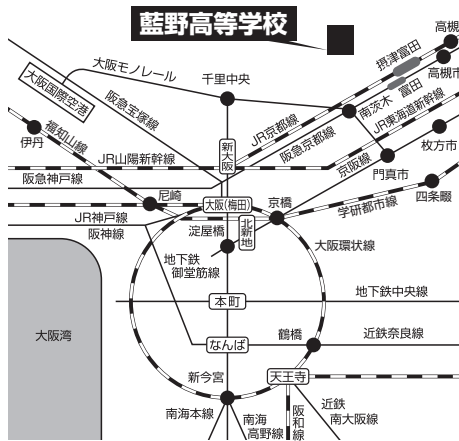 藍野高等学校
高槻
摂津富田
高槻市
大阪モノレール
千里中央
大阪国際空港
阪急宝塚線
南茨木
富田
JR東海道新幹線
JR京都線
阪急京都線
福知山線
伊丹
新大阪
京阪線
枚方市
門真市
JR山陽新幹線
阪急神戸線
四条畷
尼崎
大阪(梅田)
京橋
学研都市線
JR神戸線
阪神線
淀屋橋
北新地
大阪環状線
地下鉄
御堂筋線
地下鉄中央線
本町
大阪湾
なんば
鶴橋
近鉄奈良線
新今宮
天王寺
南海本線
南海
高野線
阪和線
近鉄
南大阪線